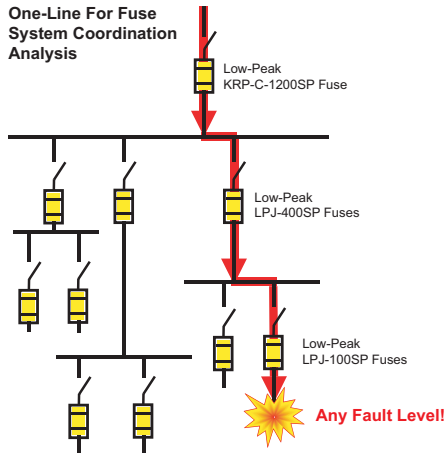 One-Line For Fuse
System Coordination
Analysis
Low-Peak
KRP-C-1200SP Fuse
Low-Peak
LPJ-400SP Fuses
Low-Peak
LPJ-100SP Fuses
Any Fault Level!